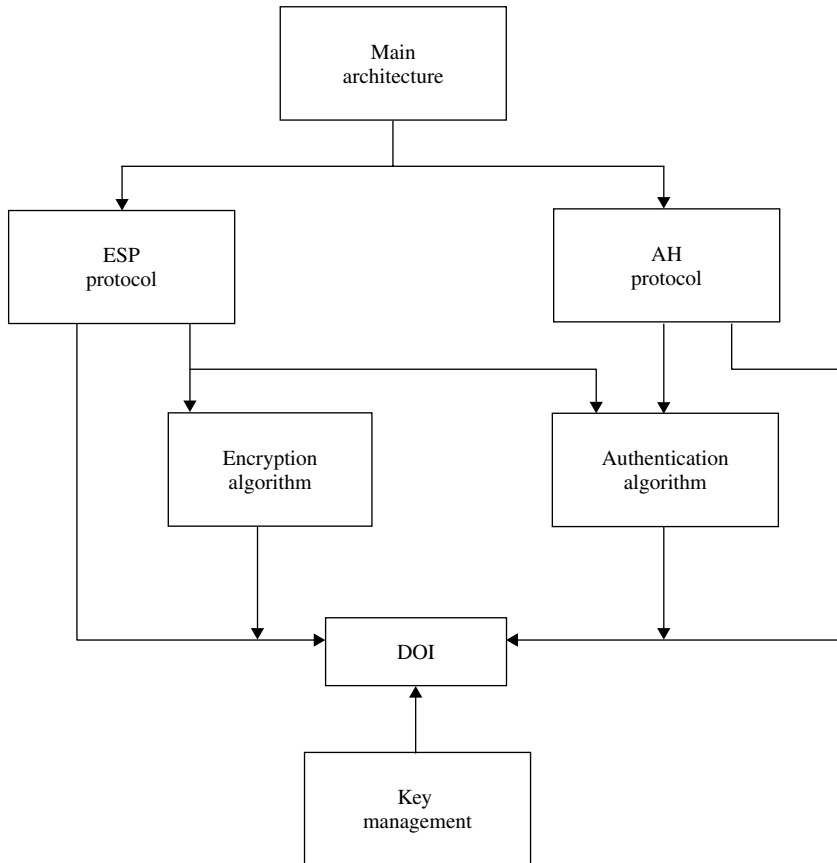 Main
architecture
ESP
protocol
AH
protocol
Encryption
algorithm
Authentication
algorithm
DOI
Key
management